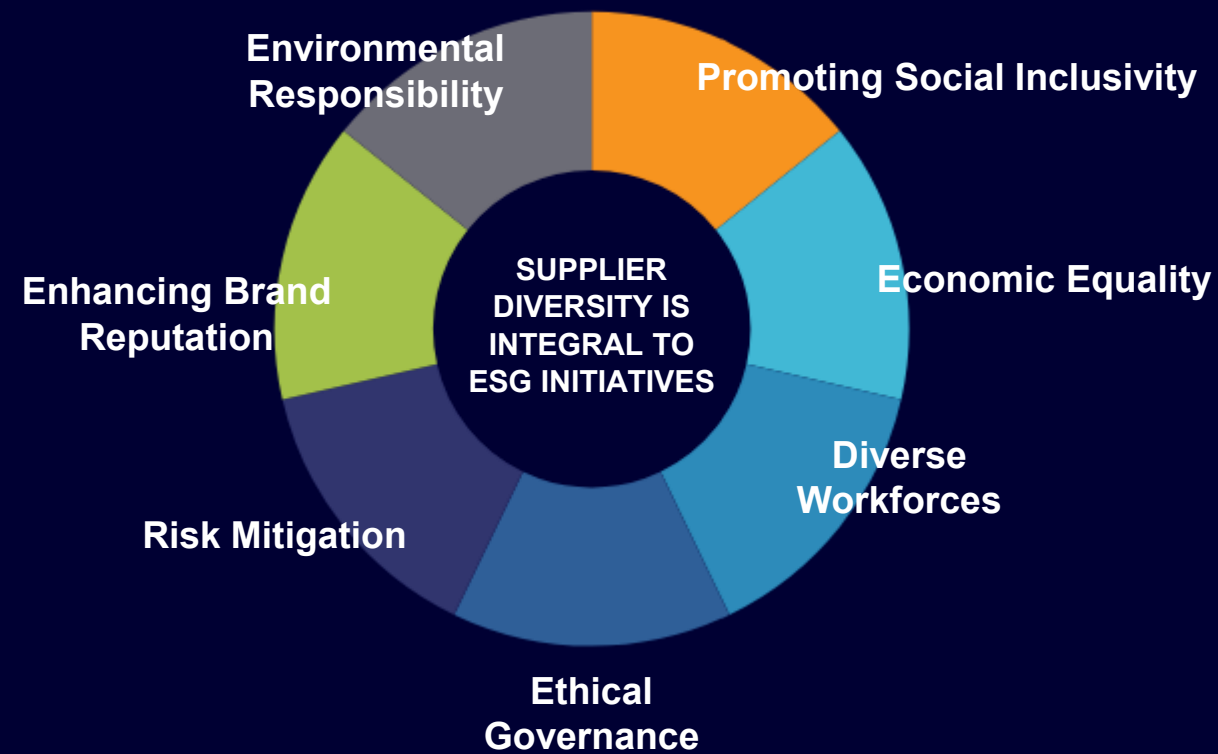 Environmental
Responsibility
Promoting Social Inclusivity
Economic Equality
Diverse
Workforces
Ethical
Governance
Risk Mitigation
Enhancing Brand
Reputation
SUPPLIER
DIVERSITY IS
INTEGRAL TO
ESG INITIATIVES